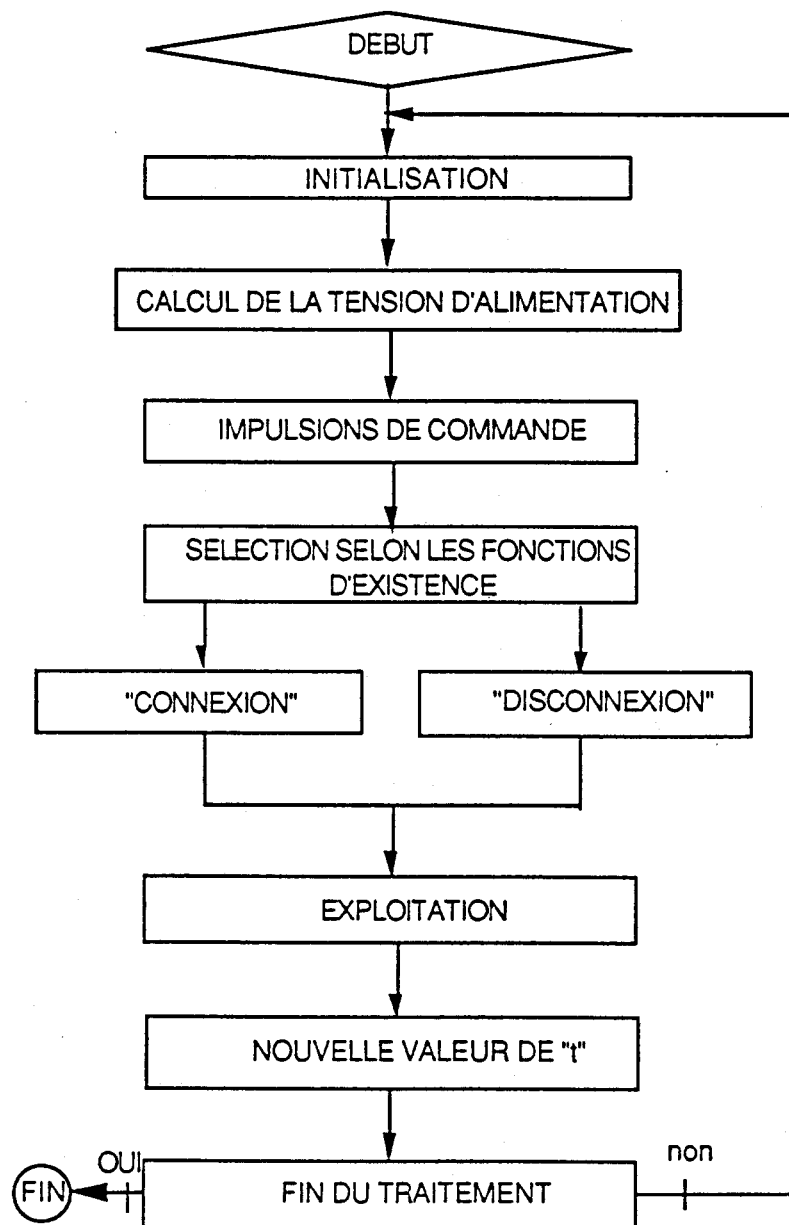 DEBUT
INITIALISATION
CALCUL DE LA TENSION D'ALIMENTATION
IMPULSIONS DE COMMANDE
SELECTION SELON LES FONCTIONS
D'EXISTENCE
"CONNEXION"
"DISCONNEXION"
EXPLOITATION
NOUVELLE VALEUR DE "t"
OUI
non
FIN
FIN DU TRAITEMENT